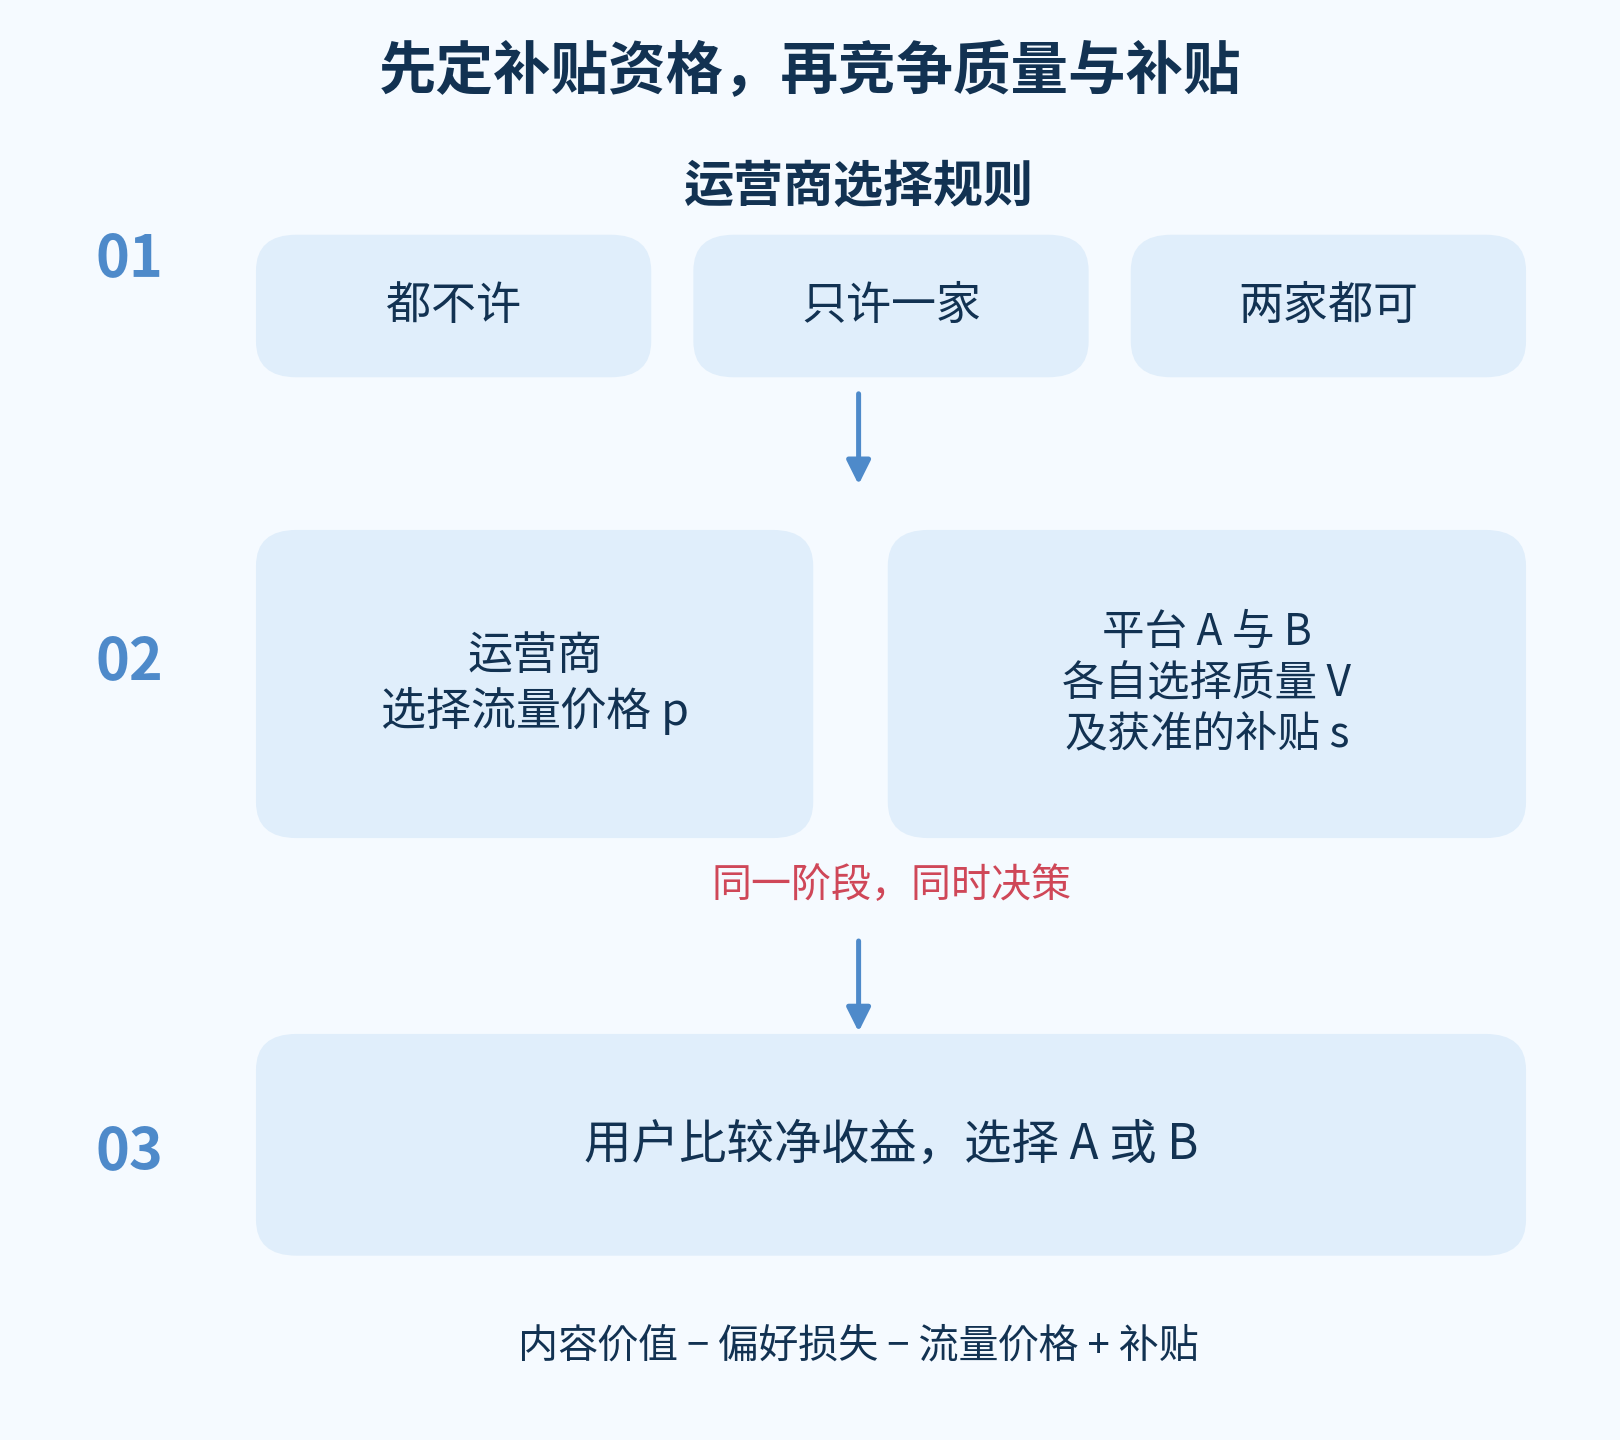 先定补贴资格，再竞争质量与补贴
运营商选择规则
01
都不许
只许一家
两家都可
02
运营商
选择流量价格 p
平台 A 与 B
各自选择质量 V
及获准的补贴 s
同一阶段，同时决策
03
用户比较净收益，选择 A 或 B
内容价值 − 偏好损失 − 流量价格 + 补贴